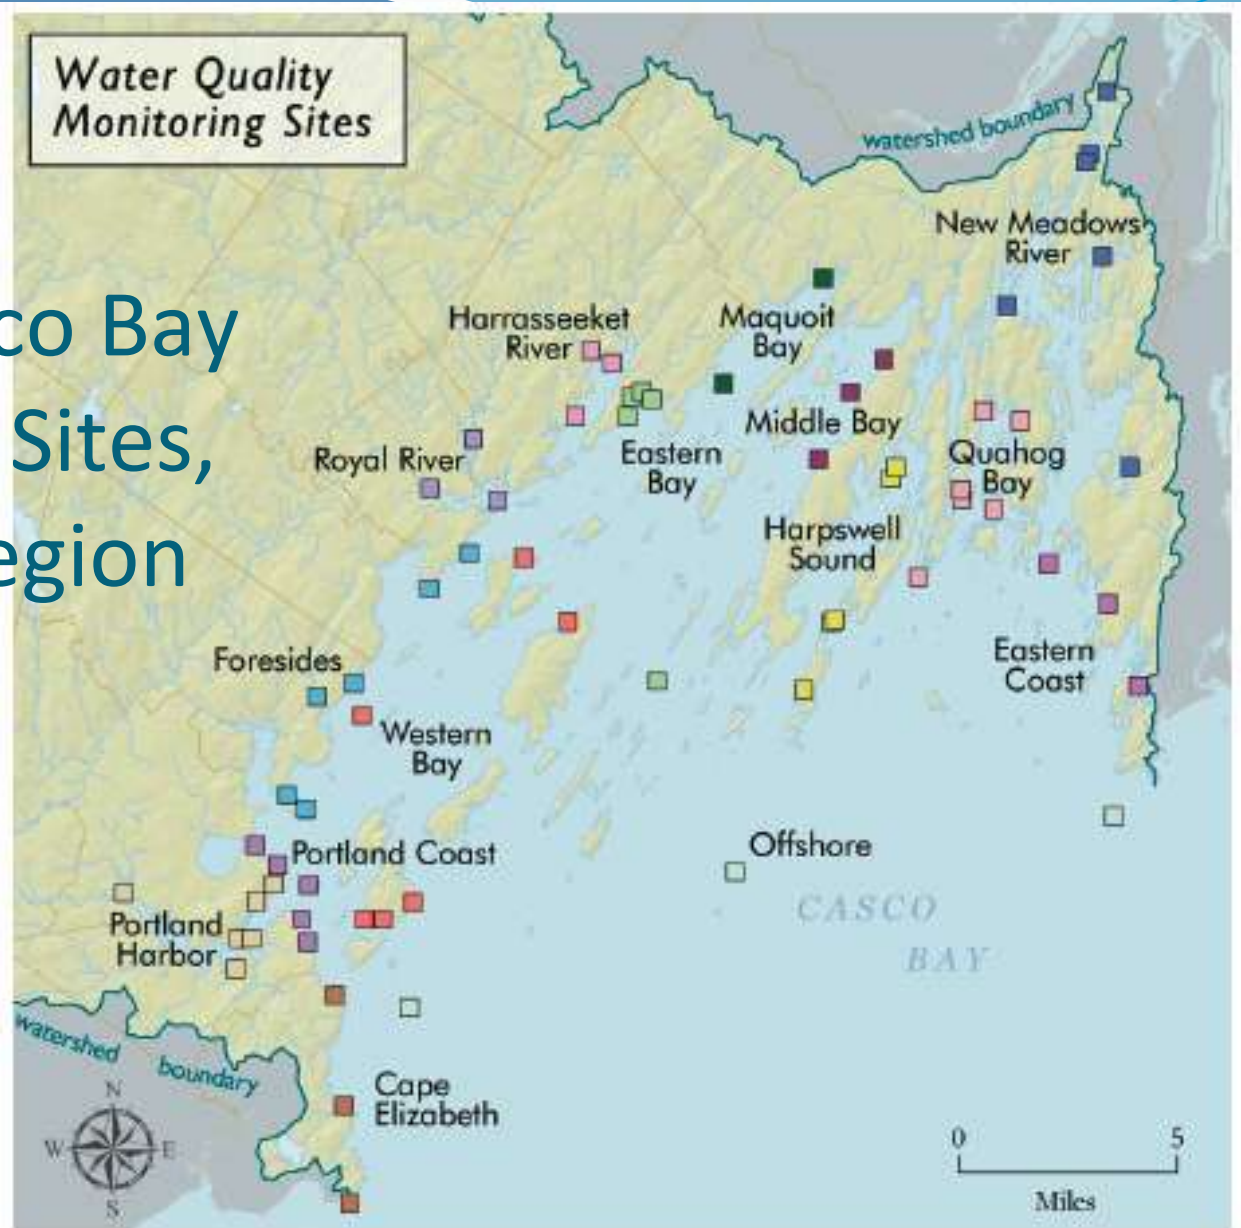 Water Quality
Monitoring Sites
watershed boundary
New Meadows
River
co Bay
Sites,
egion
Harrasseeket
River
Maquoit
Bay
Middle Bay
Royal River
Eastern
Bay
Quahog
Bay
Harpswell
Sound
Foresides
Eastern
Coast
Western
Bay
Portland Coast
Offshore
CASCO
BAY
Portland
Harbor
watershed boundary
Cape
Elizabeth
N
W E
S
0 5
Miles